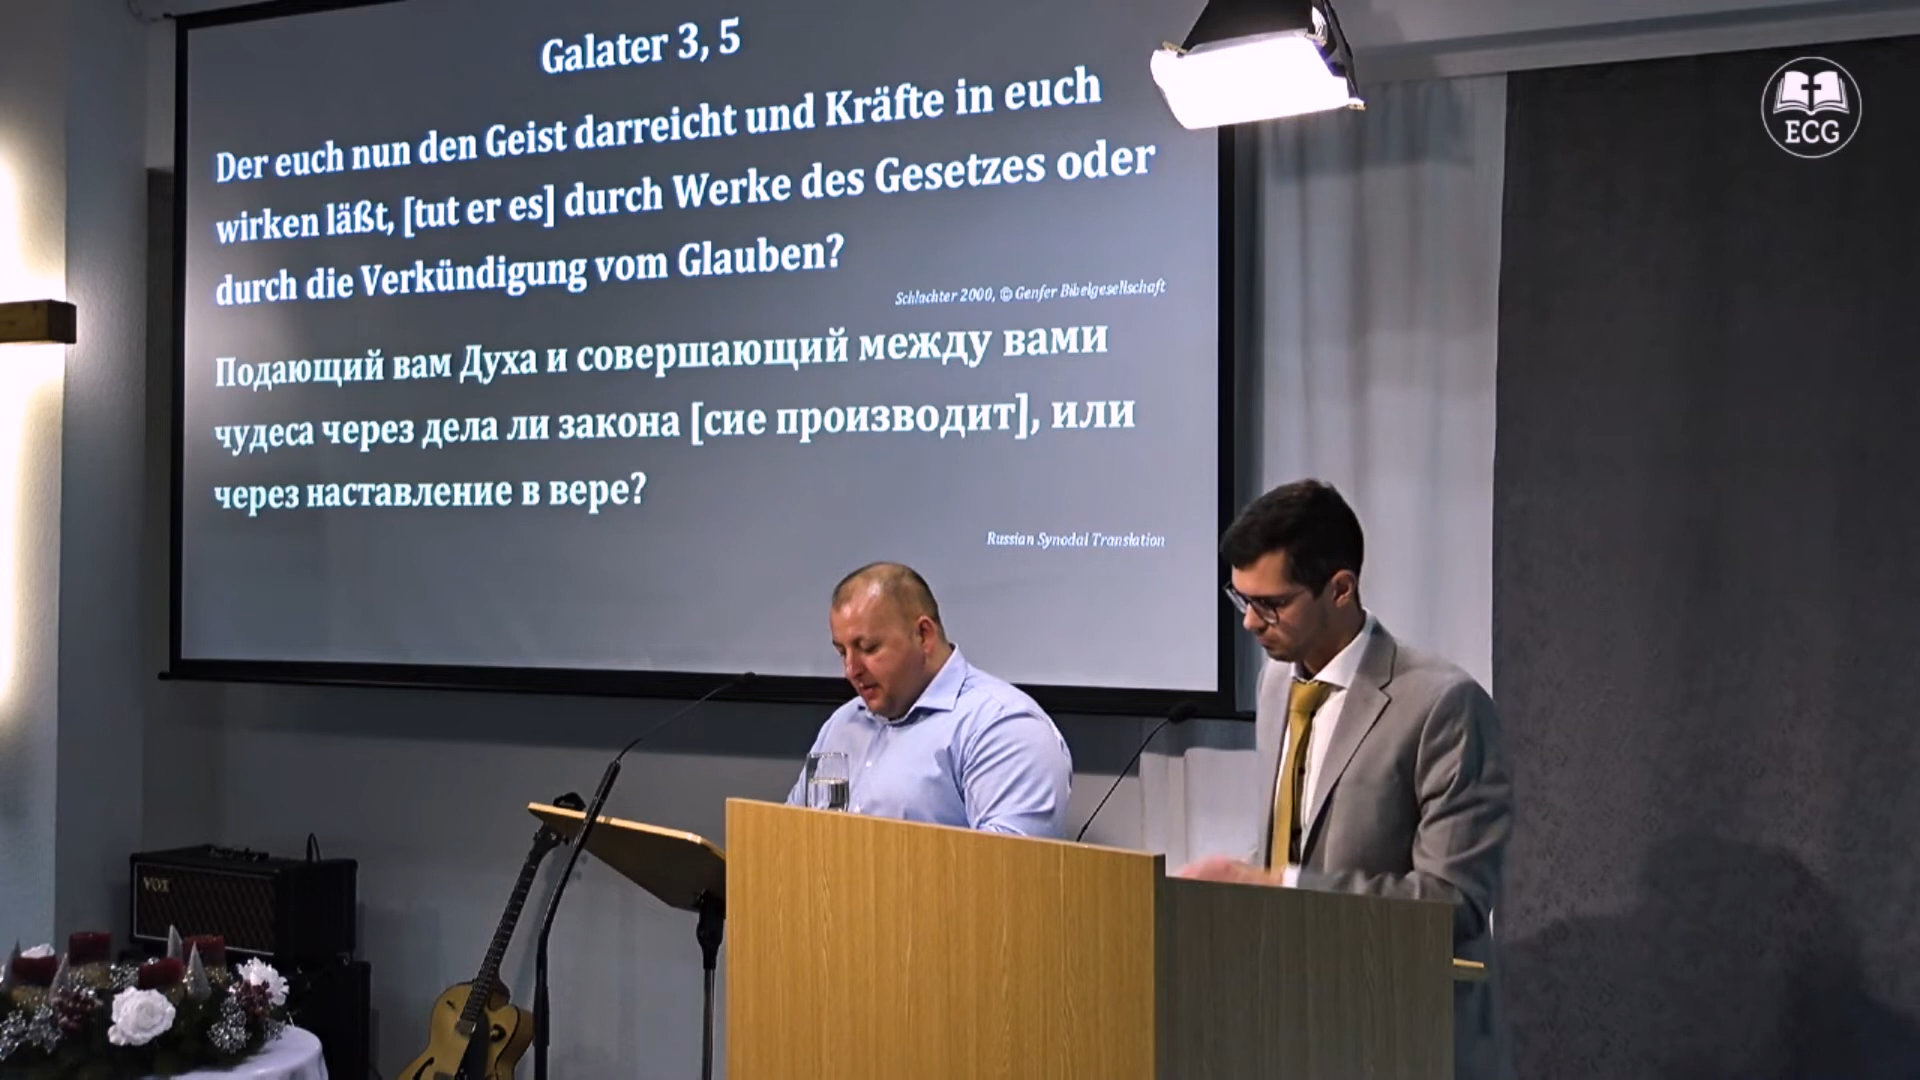 Galater 3, 5
Der euch nun den Geist darreicht und Kräfte in euch
wirken läßt, [tut er es] durch Werke des Gesetzes oder
durch die Verkündigung vom Glauben?
Schlachter 2000, © Genfer Bibelgesellschaft
Подающий вам Духа и совершающий между вами
чудеса через дела ли закона [сие производит], или
через наставление в вере?
Russian Synodal Translation
ECG
VOX